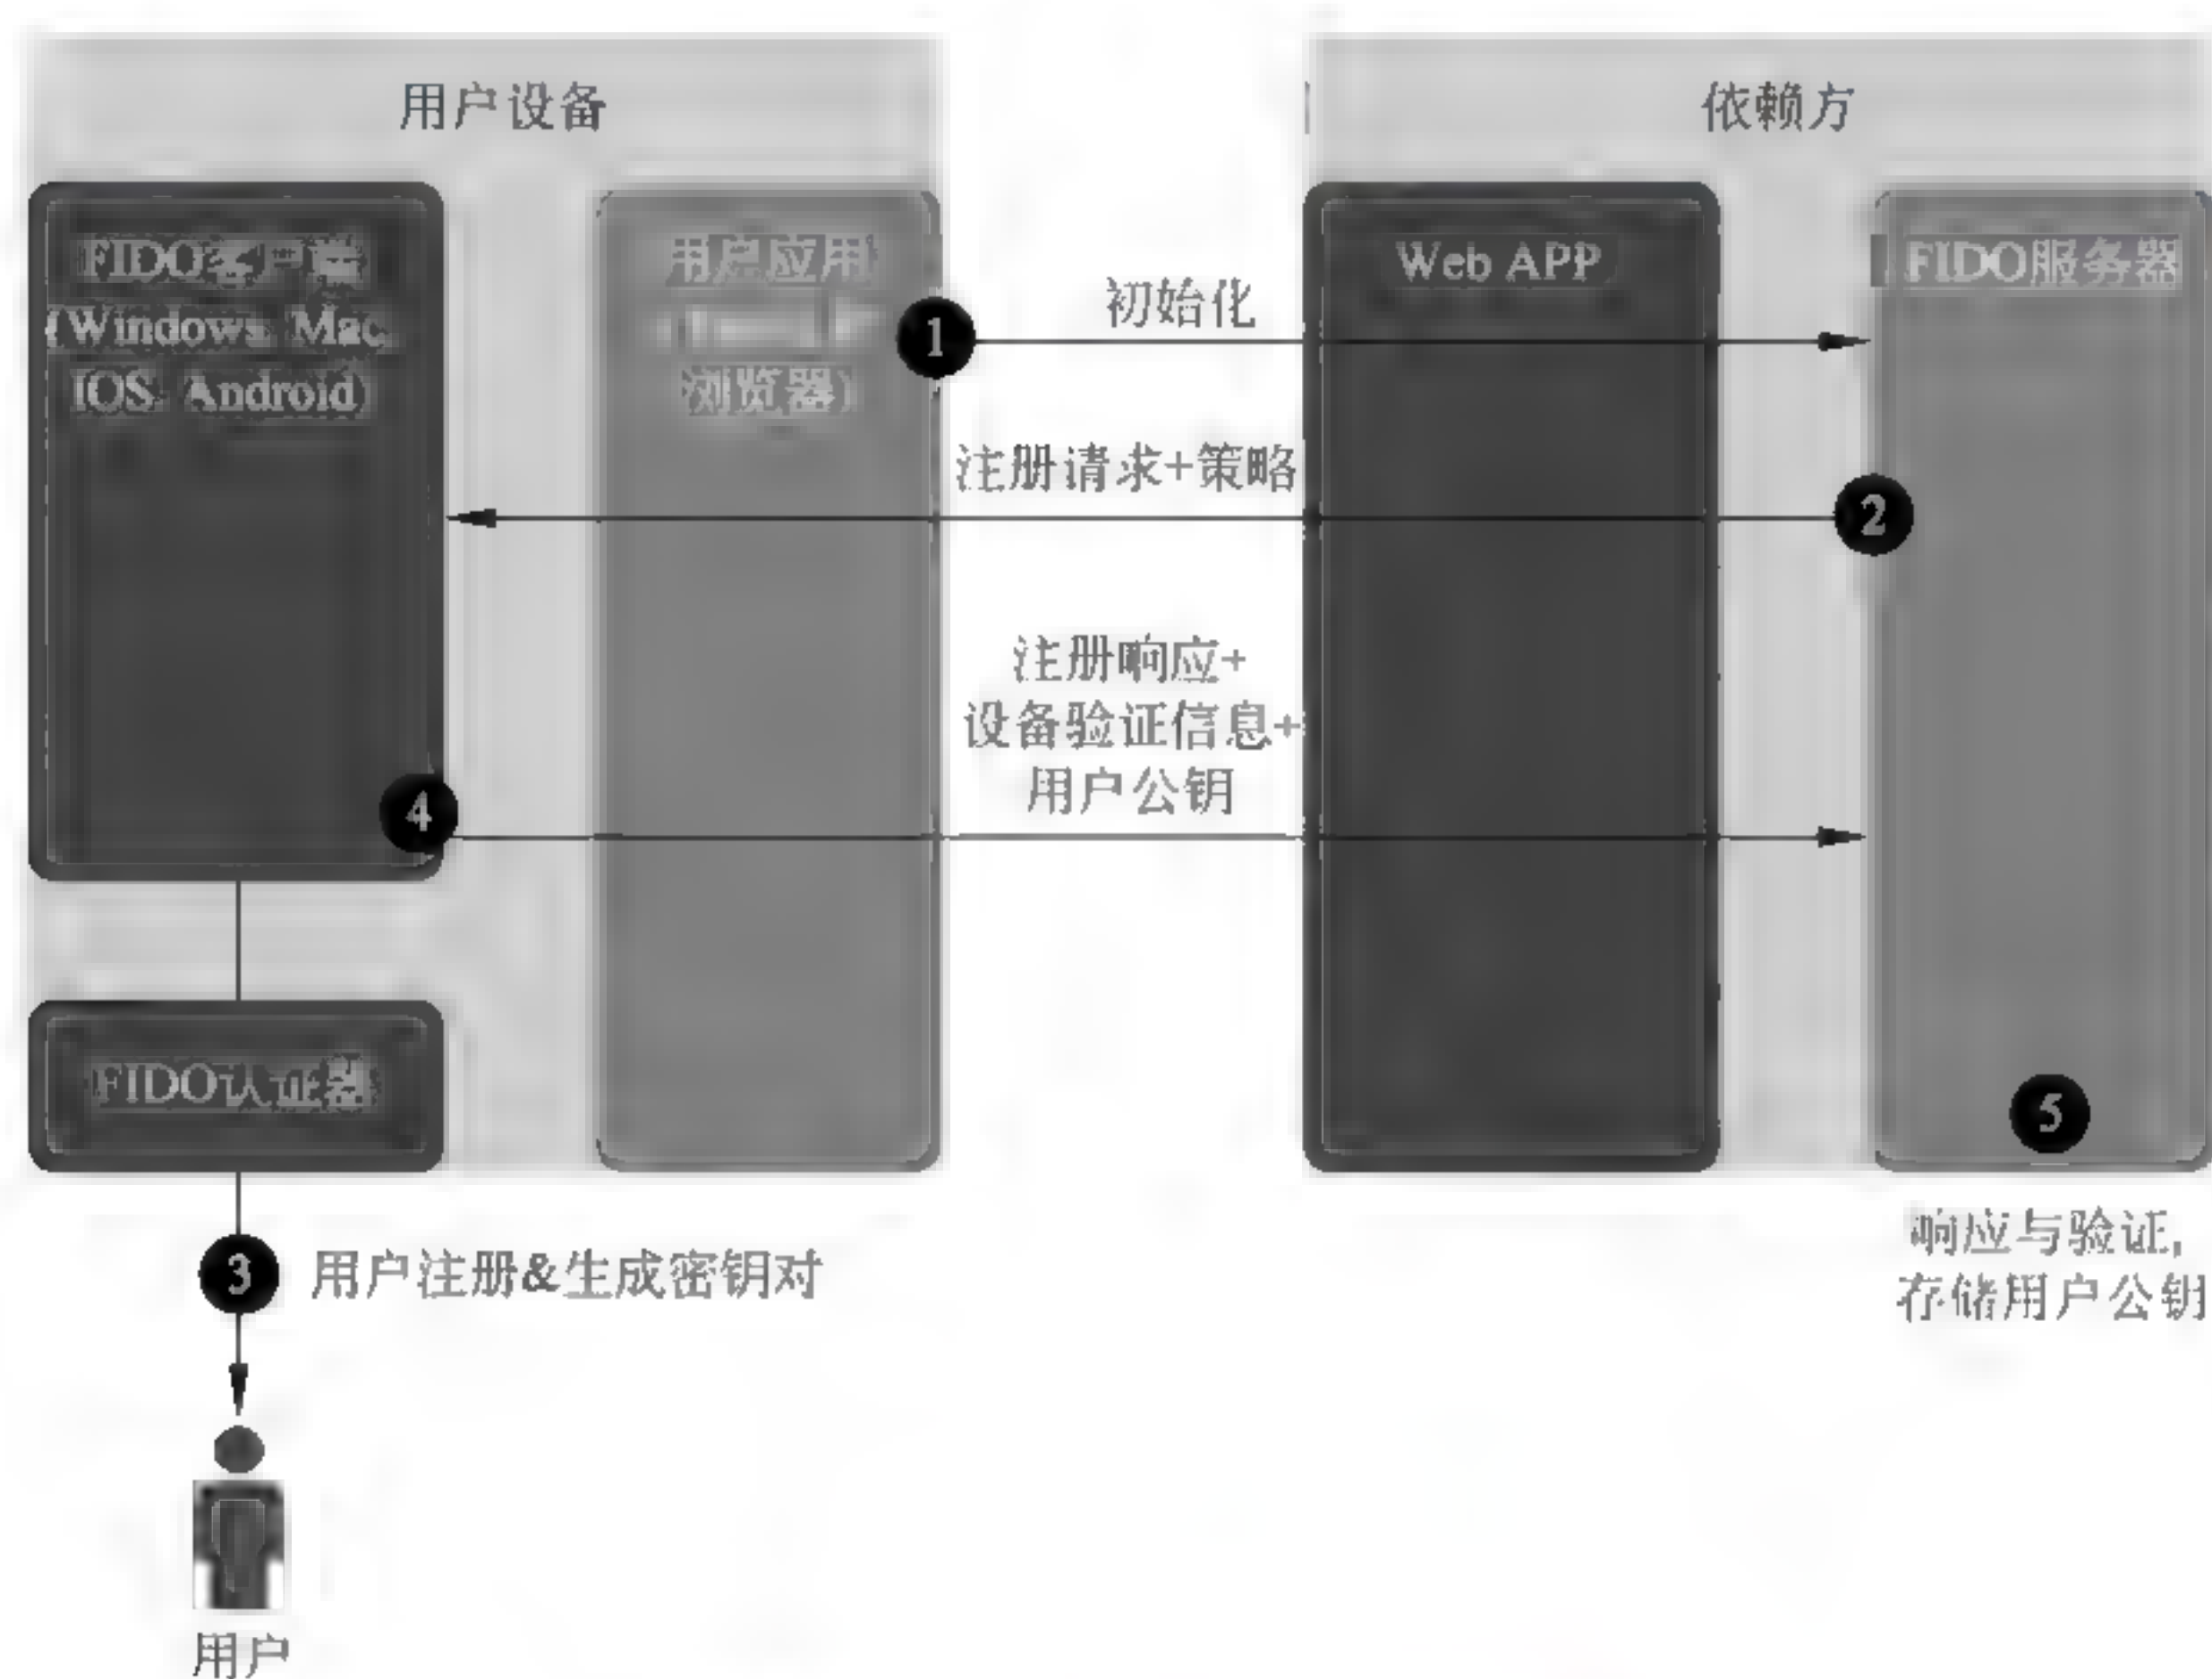 用户设备
依赖方
FIDO客户端
(Windows Mac
IOS Android)
用户应用
浏览器)
Web APP
FIDO服务器
1
初始化
注册请求+策略
2
注册响应+
设备验证信息+
用户公钥
4
FIDO认证器
5
响应与验证,
存储用户公钥
3 用户注册&生成密钥对
用户